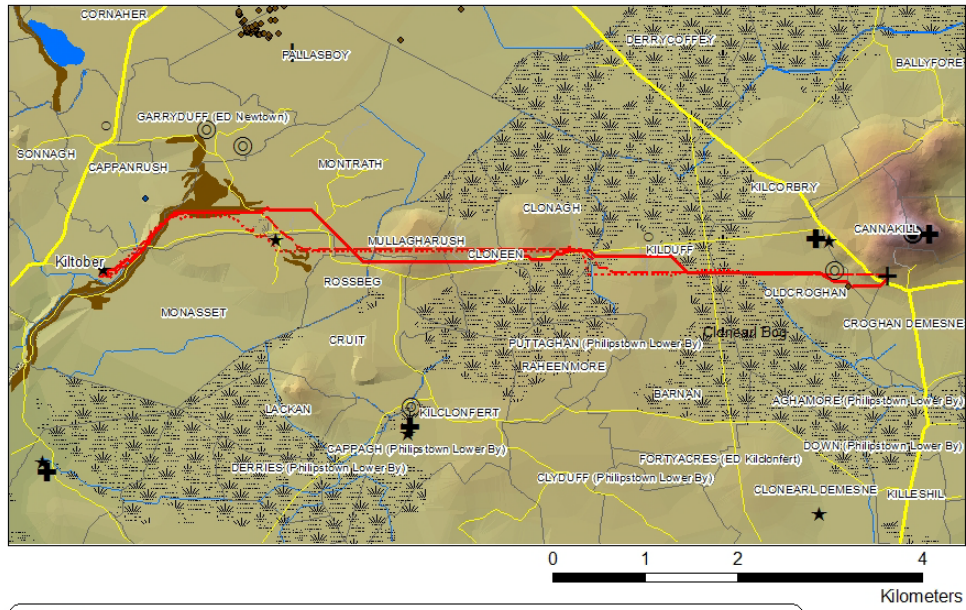 CORNAHER
PALLASBOY
DERRYCOFFEY
BALLYFORE
GARRYDUFF (ED Newtown)
SONNAGH
CAPPANRUSH
MONTRATH
KILCORBRY
CLONAGH
CANNAKILL
MULLAGHARUSH
CLONEEN
KILDUFF
Kiltober
ROSSBEG
OLDCROGHAN
MONASSET
CROGHAN DEMESNE
CRUIT
PUTTAGHAN (Philipstown Lower By)
Clonearl Bog
RAHEENMORE
BARNAN
AGHAMORE (Philipstown Lower By)
LACKAN
KILCLONFERT
CAPPAGH (Philipstown Lower By)
DOWN (Philipstown Lower By)
DERRIES (Philipstown Lower By)
FORTYACRES (ED Kilclonfert)
CLYDUFF (Philipstown Lower By)
CLONEARL DEMESNE
KILLESHIL
0 1 2 4
Kilometers